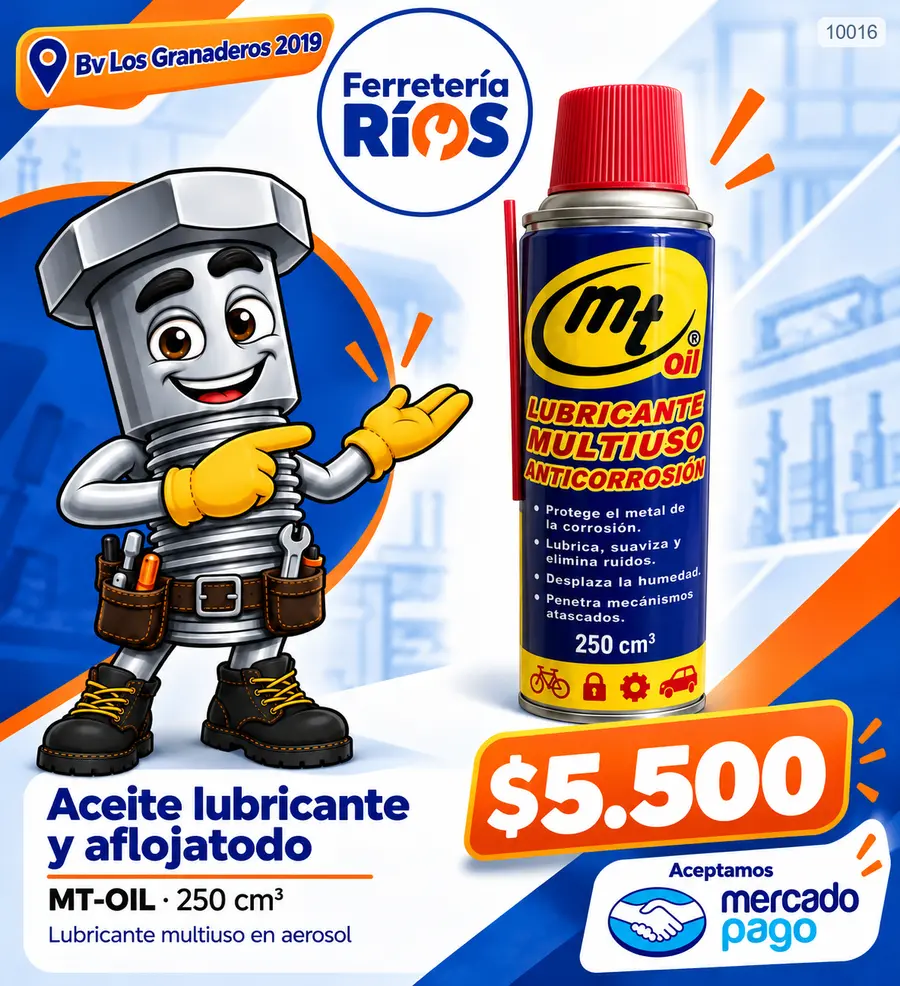 Bv Los Granaderos 2019
Ferretería
RÍOS
10016
mt
®
oil
LUBRICANTE
MULTIUSO
ANTICORROSIÓN
• Protege el metal de
la corrosión.
• Lubrica, suaviza y
elimina ruidos.
• Desplaza la humedad.
• Penetra mecánismos
atascados.
250 cm³
$5.500
Aceite lubricante
y aflojatodo
MT-OIL · 250 cm³
Lubricante multiuso en aerosol
Aceptamos
mercado
pago